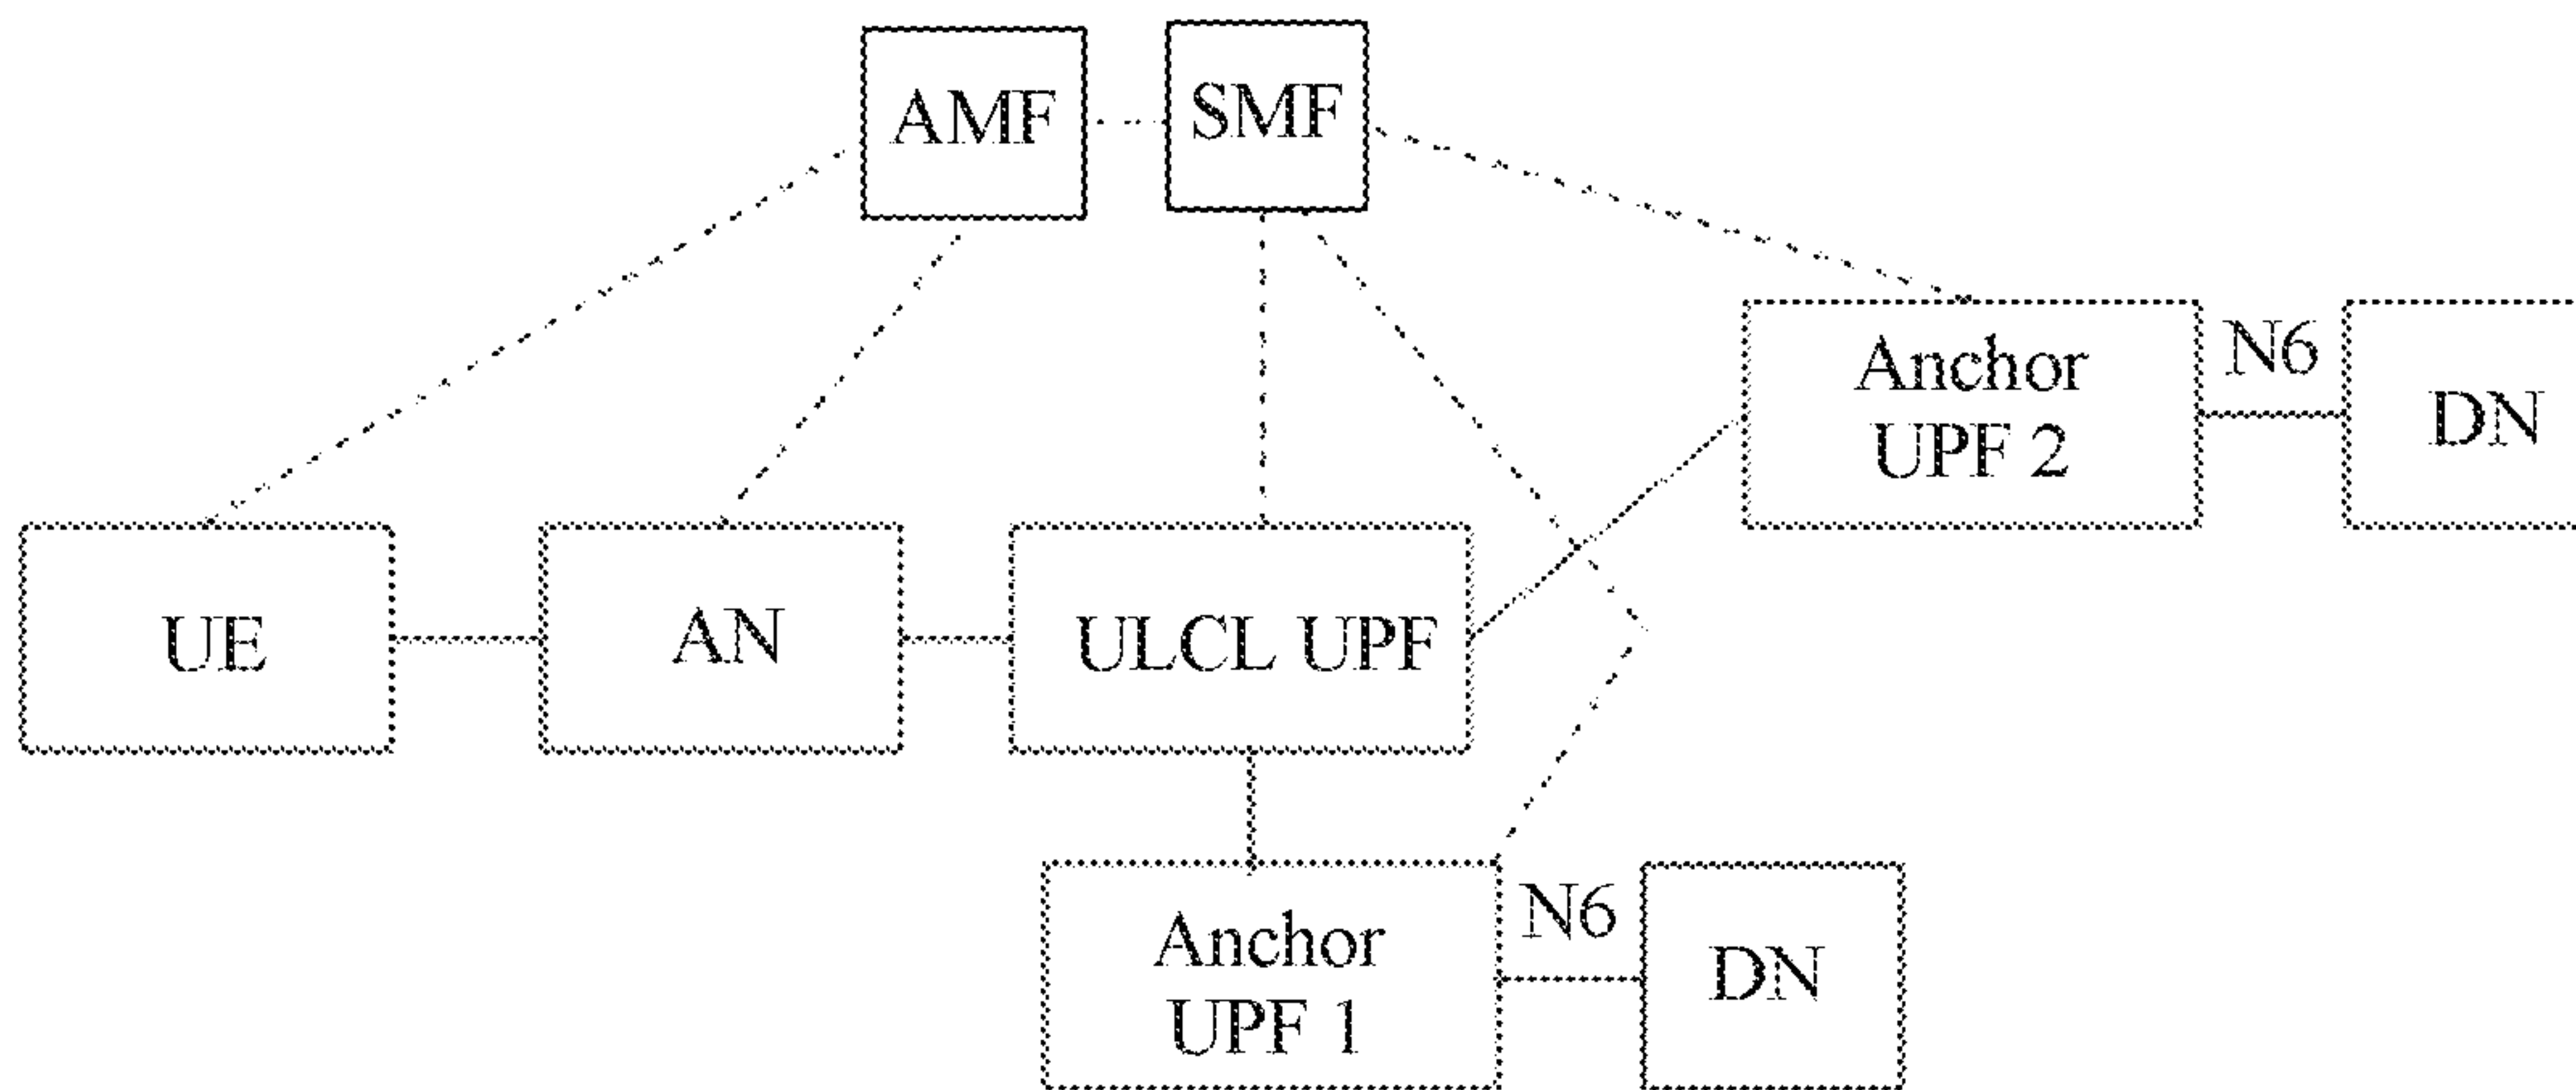 AMF
SMF
Anchor
UPF 2
N6
DN
UE
AN
ULCL UPF
Anchor
UPF 1
N6
DN